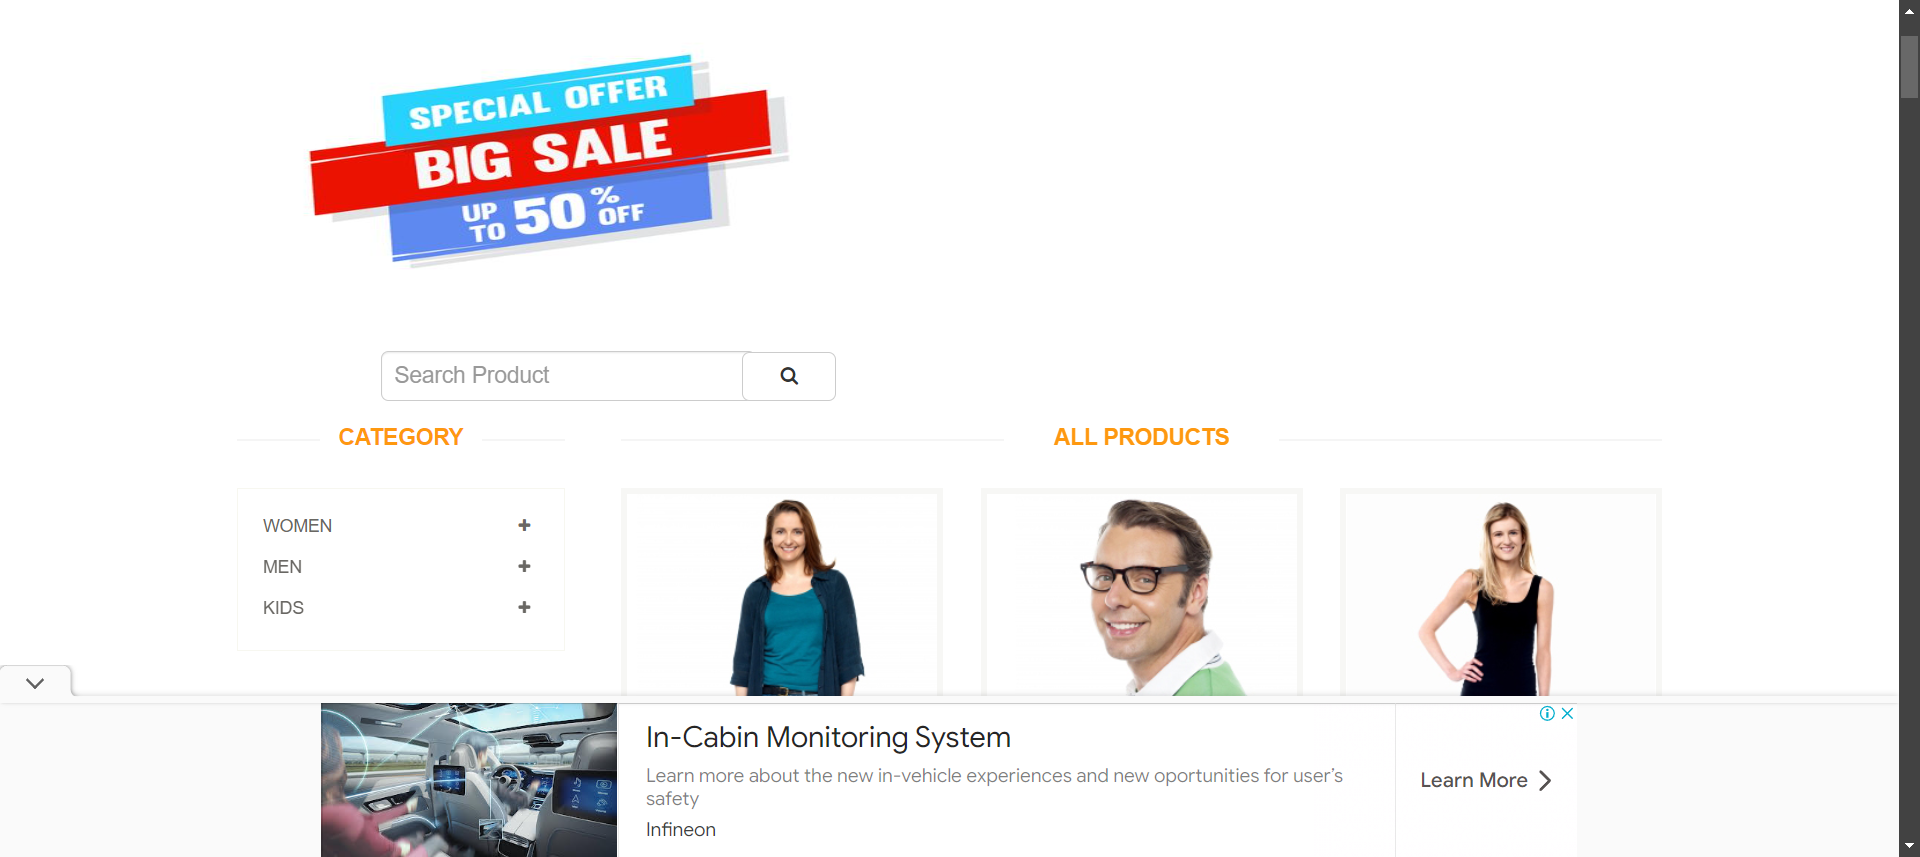 SPECIAL OFFER
BIG SALE
UP TO 50% OFF
Search Product
CATEGORY
ALL PRODUCTS
WOMEN
MEN
KIDS
In-Cabin Monitoring System
Learn more about the new in-vehicle experiences and new oportunities for user's
safety
Infineon
Learn More